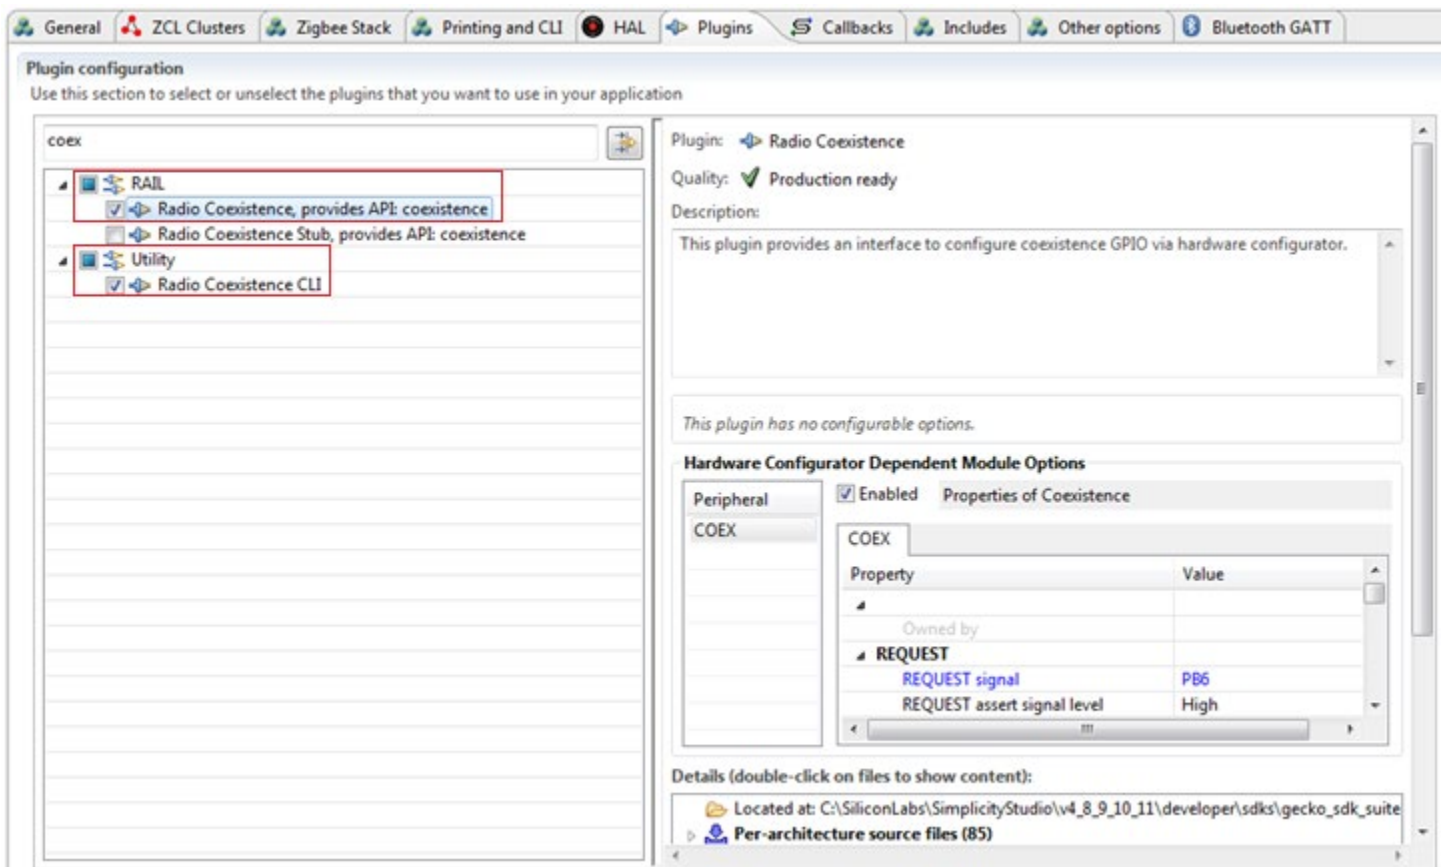 General ZCL Clusters Zigbee Stack Printing and CLI HAL Plugins Callbacks Includes Other options Bluetooth GATT
Plugin configuration
Use this section to select or unselect the plugins that you want to use in your application
coex
RAIL
Radio Coexistence, provides API: coexistence
Radio Coexistence Stub, provides API: coexistence
Utility
Radio Coexistence CLI
Plugin: Radio Coexistence
Quality: Production ready
Description:
This plugin provides an interface to configure coexistence GPIO via hardware configurator.
This plugin has no configurable options.
Hardware Configurator Dependent Module Options
Peripheral
COEX
Enabled Properties of Coexistence
COEX
Property Value
Owned by
REQUEST
REQUEST signal PB6
REQUEST assert signal level High
Details (double-click on files to show content):
Located at: C:\SiliconLabs\SimplicityStudio\v4_8_9_10_11\developer\sdks\gecko_sdk_suite
Per-architecture source files (85)